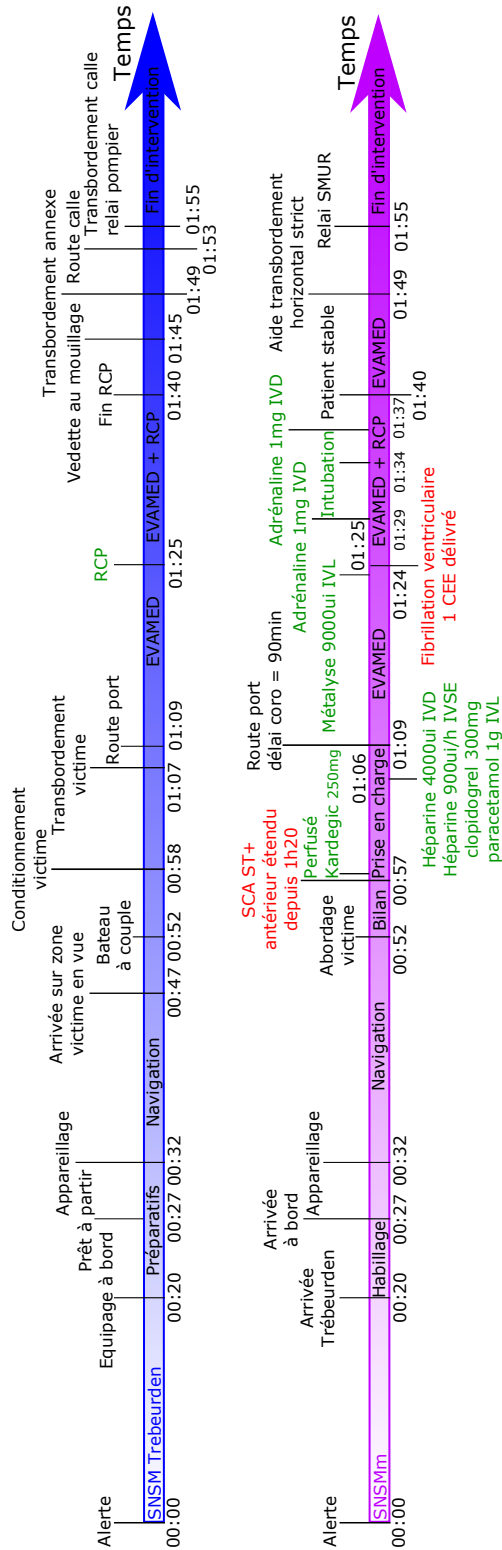 Alerte
Equipage à bord
Prêt à partir
Appareillage
Arrivée sur zone
victime en vue
Bateau
à couple
Conditionnement
victime
Transbordement
victime
Route port
RCP
Fin RCP
Vedette au mouillage
Transbordement annexe
Route calle
Transbordement calle
relai pompier
Temps
SNSM Trebeurden
Préparatifs
Navigation
EVAMED
EVAMED + RCP
Fin d'intervention
00:00
00:20
00:27
00:32
00:47
00:52
00:58
01:07
01:09
01:25
01:40
01:45
01:49
01:53
01:55
Alerte
Arrivée
Trébeurden
Arrivée
à bord
Appareillage
Abordage
victime
SCA ST+
antérieur étendu
depuis 1h20
Perfusé
Kardegic 250mg
Route port
délai coro = 90min
Métalyse 9000ui IVL
Adrénaline 1mg IVD
Intubation
Adrénaline 1mg IVD
Patient stable
Aide transbordement
horizontal strict
Relai SMUR
Temps
01:06
01:25
SNSMm
Habillage
Navigation
Bilan
Prise en charge
EVAMED
EVAMED + RCP
EVAMED
Fin d'intervention
00:00
00:20
00:27
00:32
00:52
00:57
01:09
01:24
01:29
01:34
01:37
01:40
01:49
01:55
Héparine 4000ui IVD
Héparine 900ui/h IVSE
clopidogrel 300mg
paracetamol 1g IVL
Fibrillation ventriculaire
1 CEE délivré